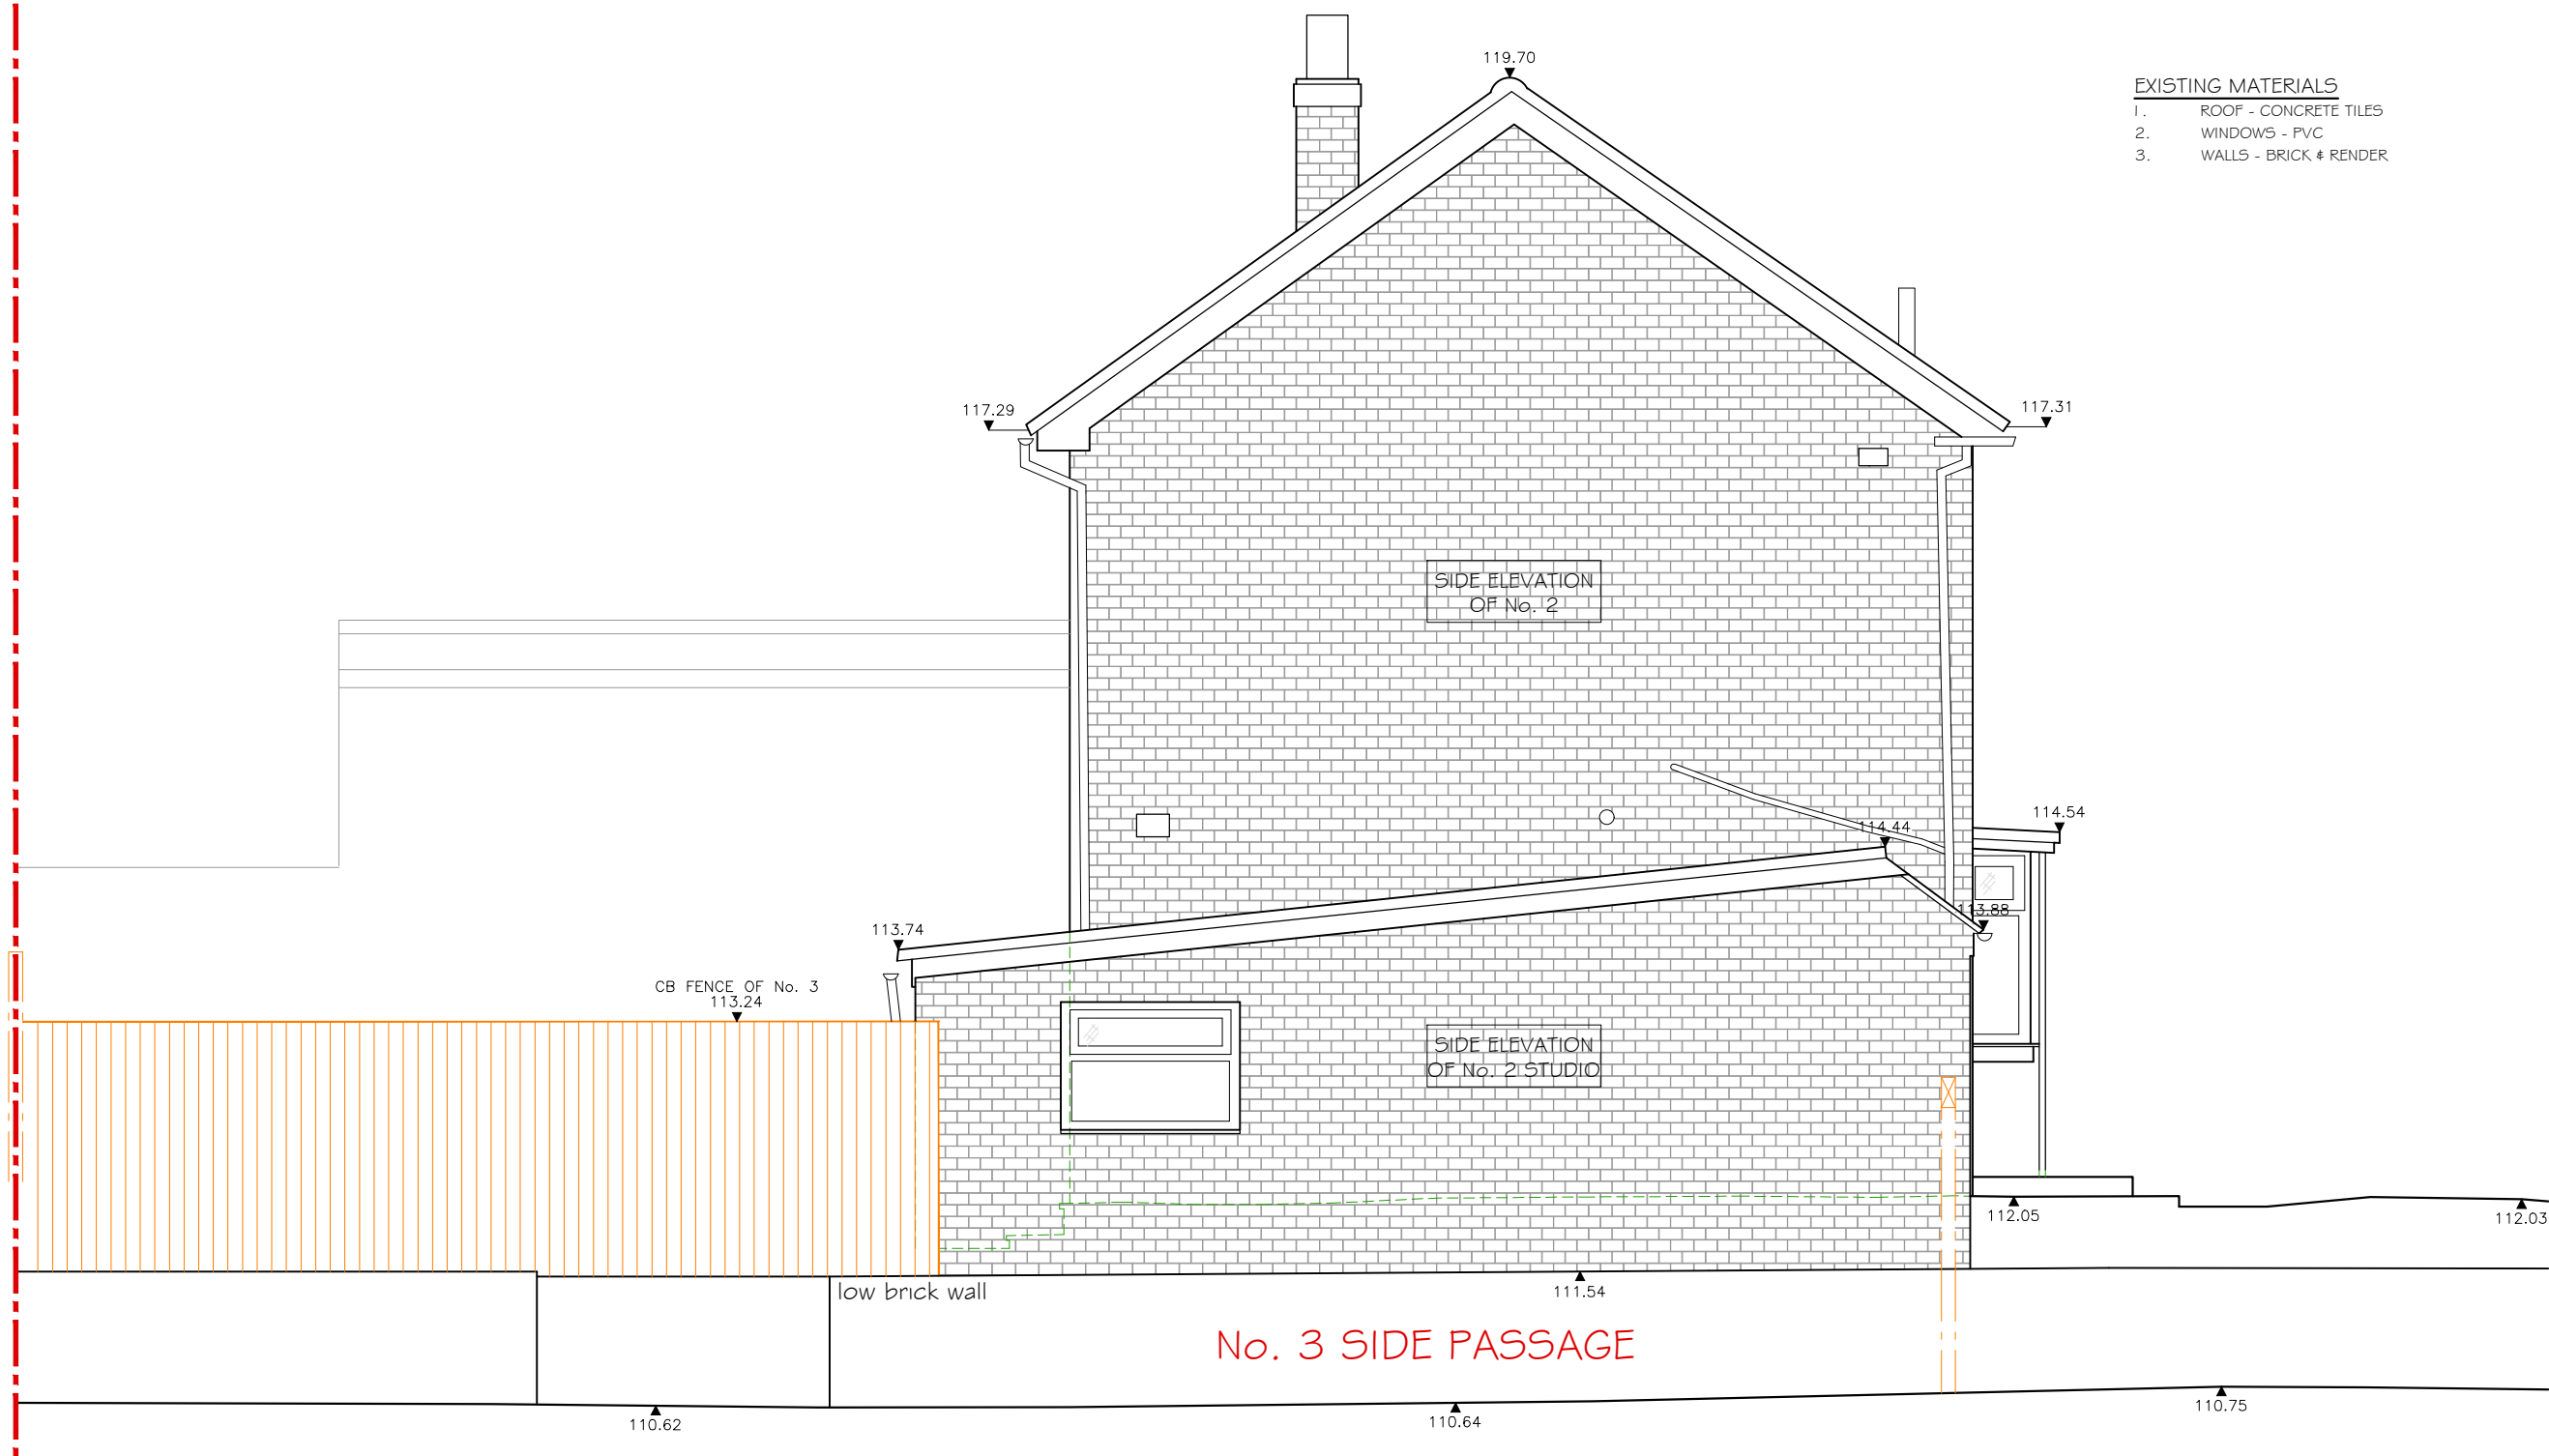 119.70
EXISTING MATERIALS
1. ROOF - CONCRETE TILES
2. WINDOWS - PVC
3. WALLS - BRICK & RENDER
117.29
117.31
SIDE ELEVATION
OF No. 2
114.54
114.44
113.88
113.74
CB FENCE OF No. 3
113.24
SIDE ELEVATION
OF No. 2 STUDIO
112.05
112.03
low brick wall
111.54
No. 3 SIDE PASSAGE
110.62
110.64
110.75